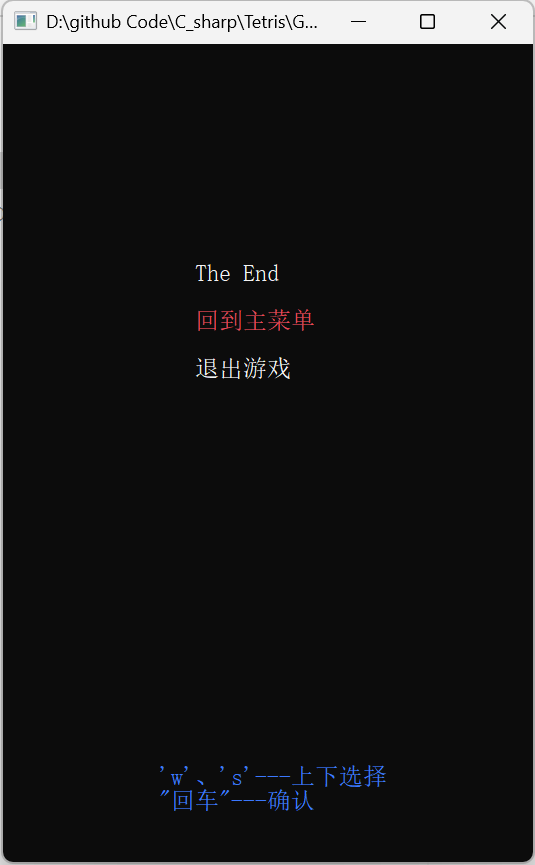 D:\github Code\C_sharp\Tetris\G...
The End
回到主菜单
退出游戏
'w'、's'---上下选择
"回车"---确认